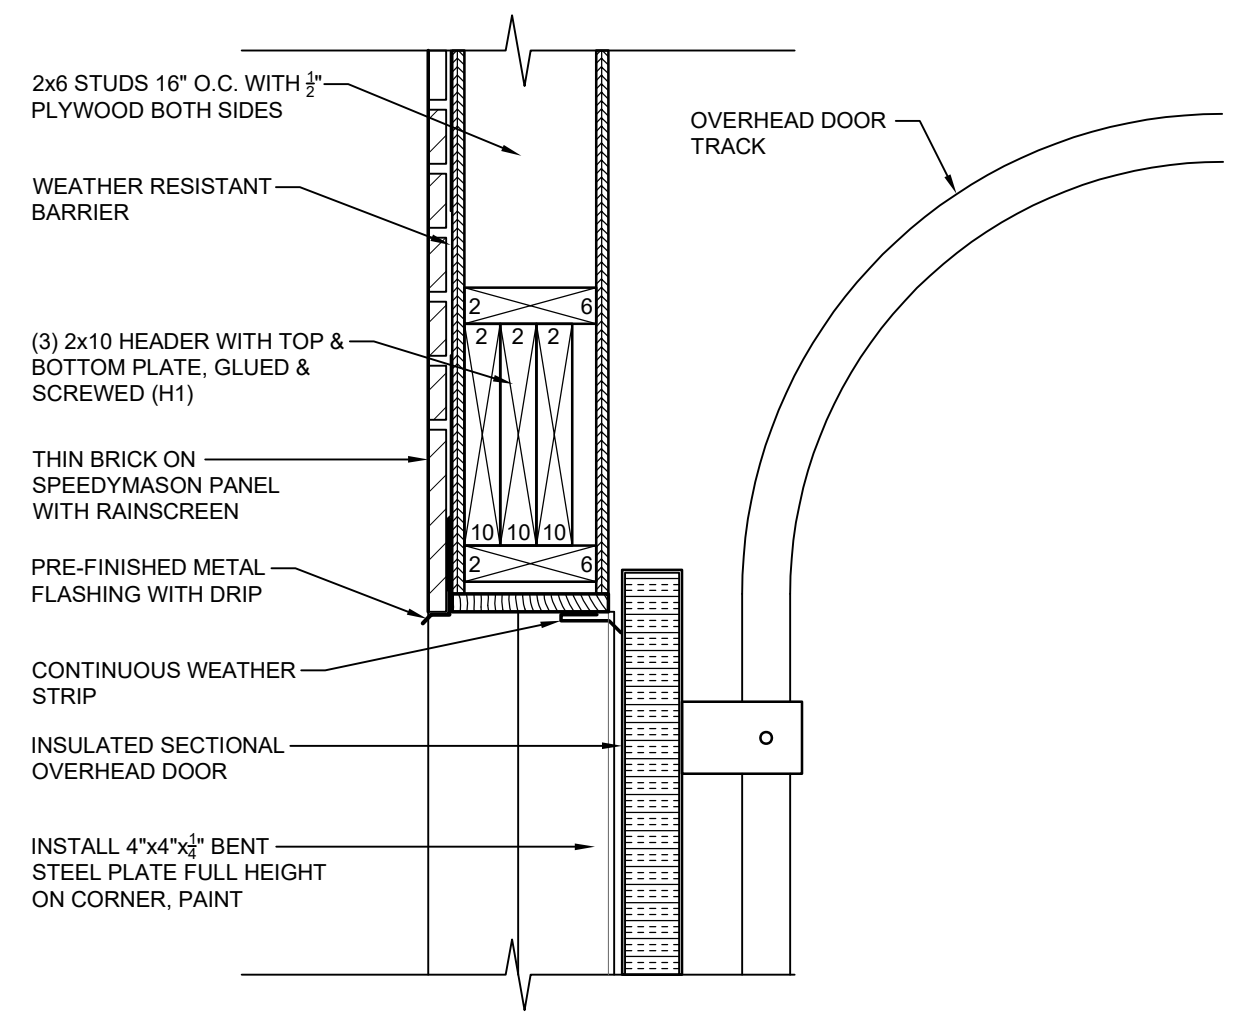 2x6 STUDS 16" O.C. WITH ½"
PLYWOOD BOTH SIDES
OVERHEAD DOOR
TRACK
WEATHER RESISTANT
BARRIER
2 6
(3) 2x10 HEADER WITH TOP &
BOTTOM PLATE, GLUED &
SCREWED (H1)
2 2 2
THIN BRICK ON
SPEEDYMASON PANEL
WITH RAINSCREEN
10 10 10
2 6
PRE-FINISHED METAL
FLASHING WITH DRIP
CONTINUOUS WEATHER
STRIP
INSULATED SECTIONAL
OVERHEAD DOOR
INSTALL 4"x4"x¼" BENT
STEEL PLATE FULL HEIGHT
ON CORNER, PAINT